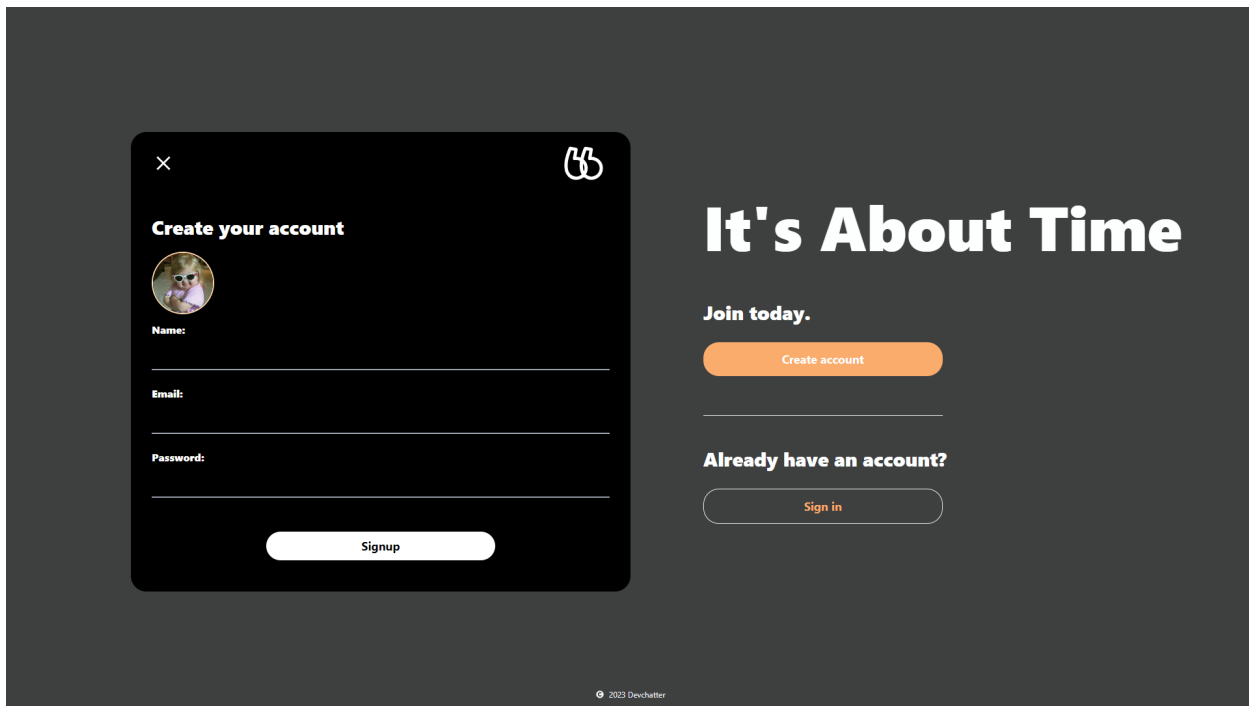 Create your account
Name:
Email:
Password:
Signup
It's About Time
Join today.
Create account
Already have an account?
Sign in
© 2023 Devchatter